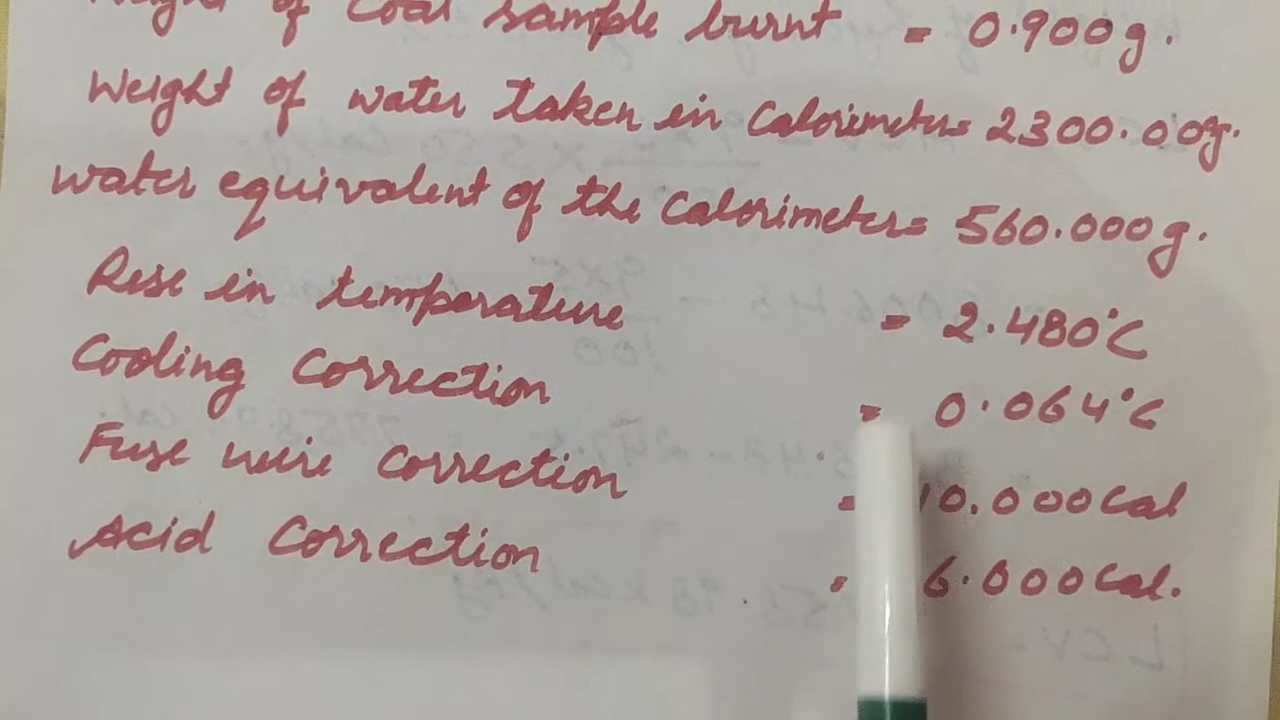 of Coal sample burnt = 0.900g.
Weight of water taken in Calorimeter= 2300.00g.
water equivalent of the Calorimeter= 560.000g.
Rise in temperature = 2.480°C
Cooling Correction = 0.064°C
Fuse wire correction = 10.000Cal
Acid Correction = 6.000Cal.